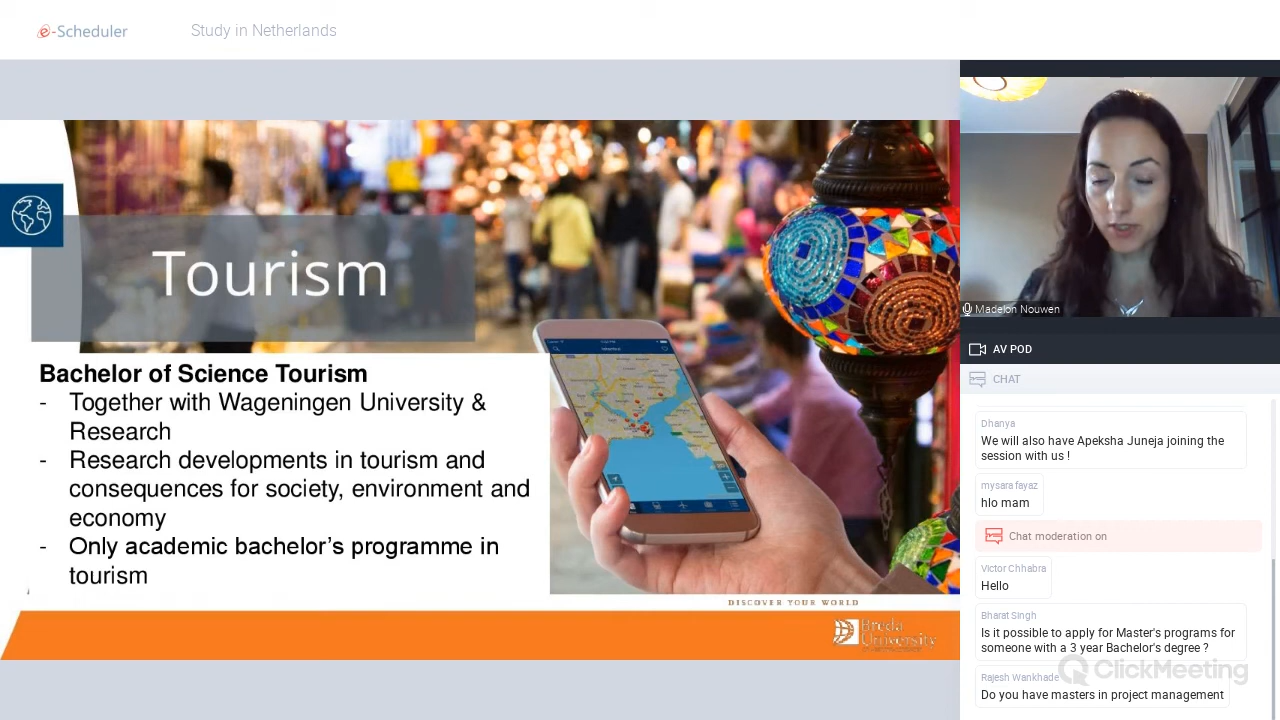 e-Scheduler
Study in Netherlands
Tourism
Bachelor of Science Tourism
- Together with Wageningen University &
Research
- Research developments in tourism and
consequences for society, environment and
economy
- Only academic bachelor's programme in
tourism
DISCOVER YOUR WORLD
Breda
University
Madelon Nouwen
AV POD
CHAT
Dhanya
We will also have Apeksha Juneja joining the
session with us !
mysara fayaz
hlo mam
Chat moderation on
Victor Chhabra
Hello
Bharat Singh
Is it possible to apply for Master's programs for
someone with a 3 year Bachelor's degree ?
Rajesh Wankhade
Do you have masters in project management
ClickMeeting